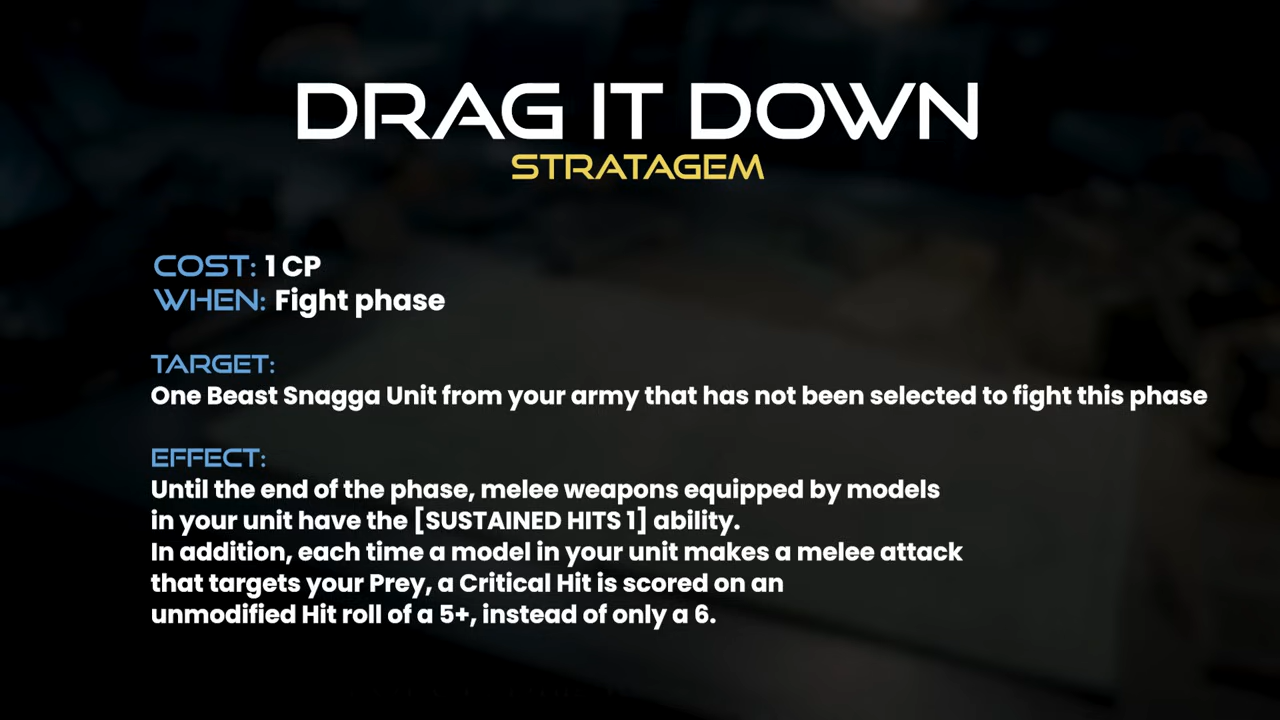 DRAG IT DOWN
STRATAGEM
COST: 1 CP
WHEN: Fight phase
TARGET:
One Beast Snagga Unit from your army that has not been selected to fight this phase
EFFECT:
Until the end of the phase, melee weapons equipped by models
in your unit have the [SUSTAINED HITS 1] ability.
In addition, each time a model in your unit makes a melee attack
that targets your Prey, a Critical Hit is scored on an
unmodified Hit roll of a 5+, instead of only a 6.